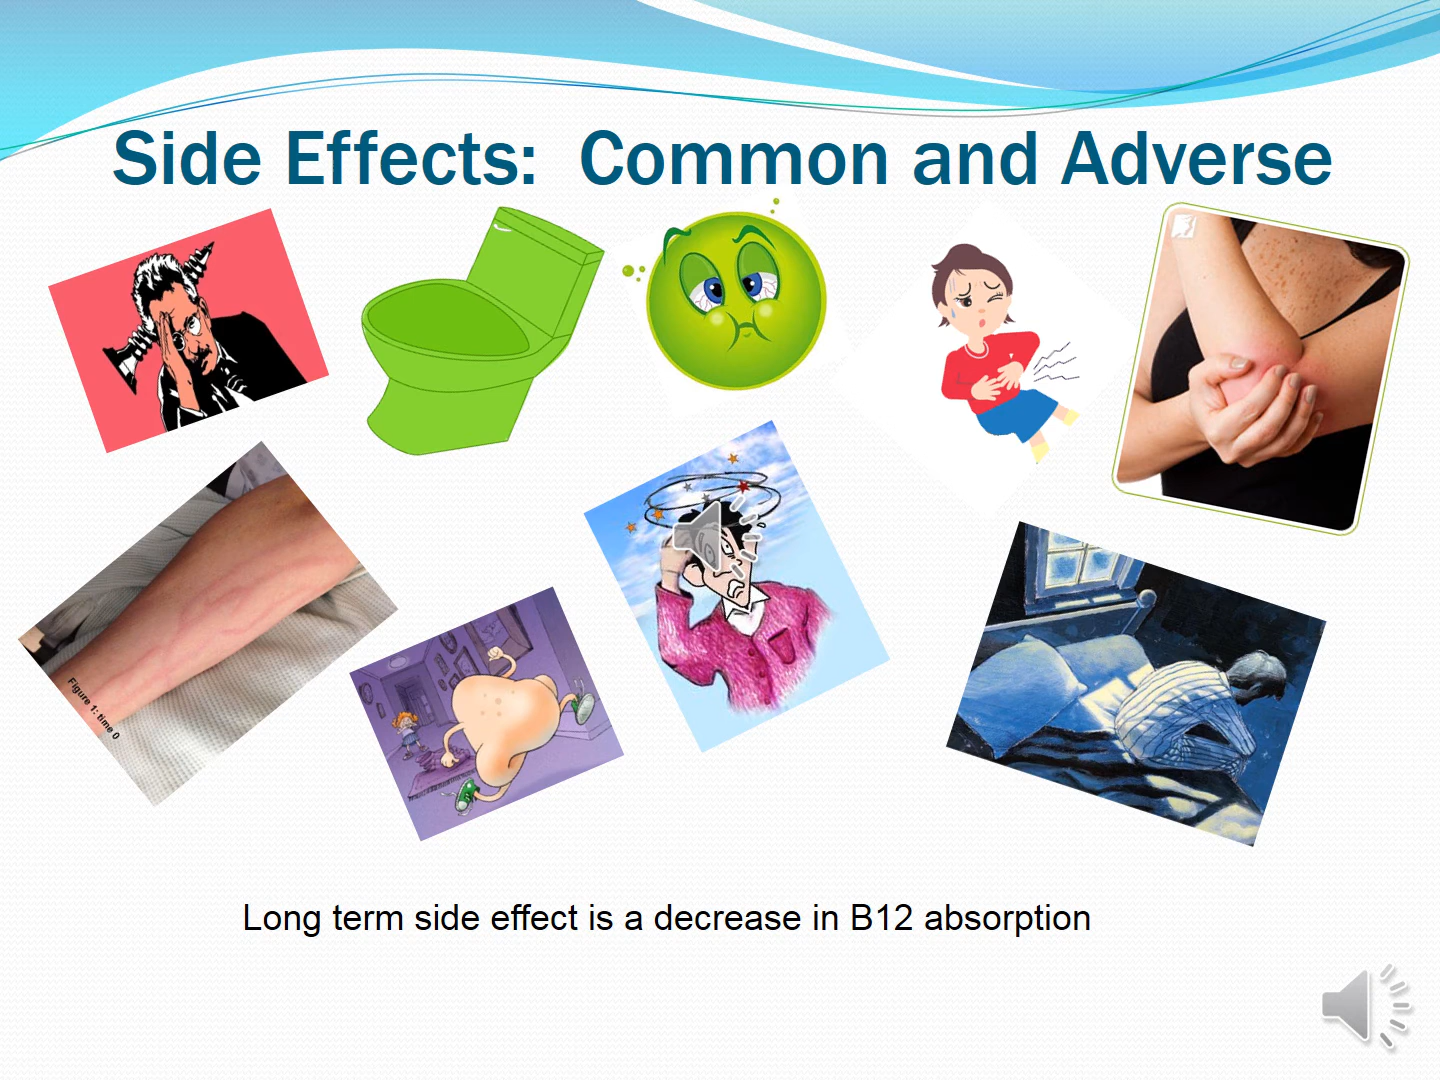 Side Effects:  Common and Adverse
Figure 1: time 0
Long term side effect is a decrease in B12 absorption